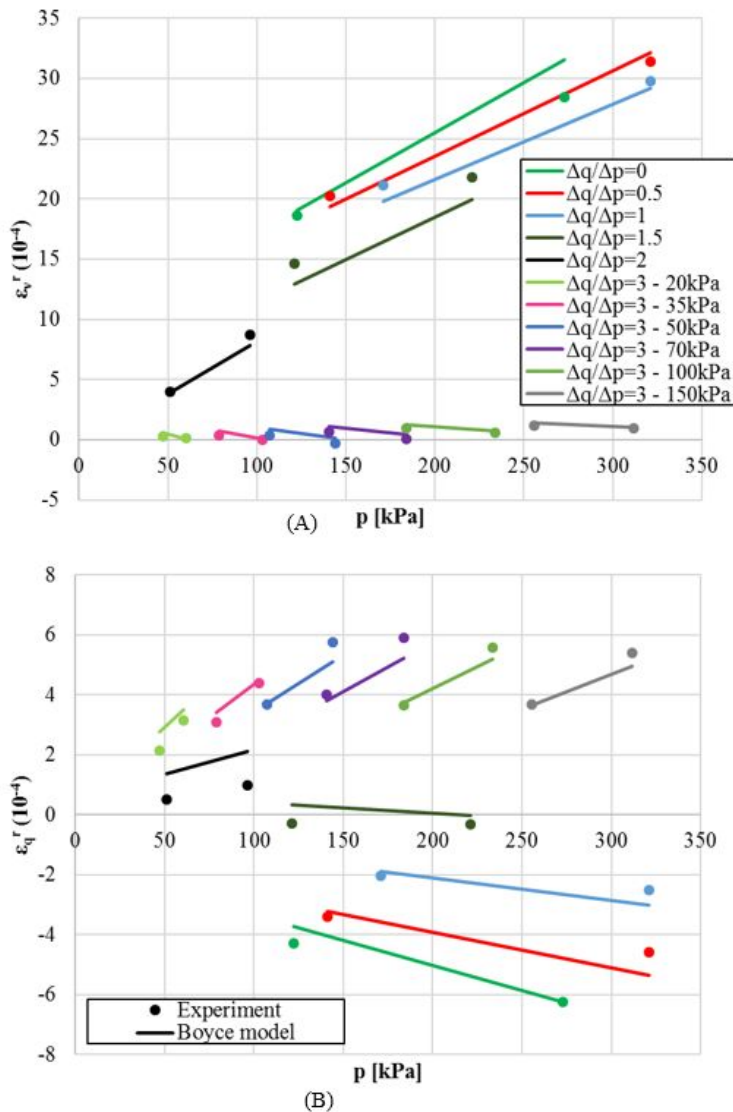 35
30
25
20
15
10
5
0
-5
εᵥʳ (10⁻⁴)
0 50 100 150 200 250 300 350
Δq/Δp=0
Δq/Δp=0.5
Δq/Δp=1
Δq/Δp=1.5
Δq/Δp=2
Δq/Δp=3 - 20kPa
Δq/Δp=3 - 35kPa
Δq/Δp=3 - 50kPa
Δq/Δp=3 - 70kPa
Δq/Δp=3 - 100kPa
Δq/Δp=3 - 150kPa
p [kPa]
(A)
8
6
4
2
0
-2
-4
-6
-8
ε_qʳ (10⁻⁴)
0 50 100 150 200 250 300 350
Experiment
Boyce model
p [kPa]
(B)